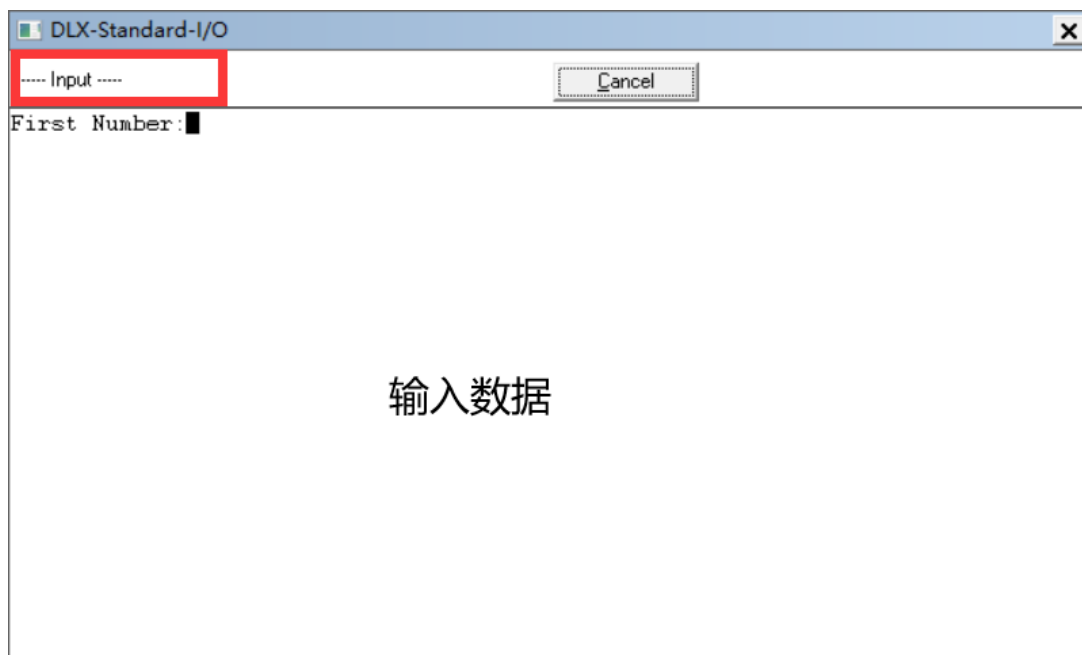 DLX-Standard-I/O
----- Input -----
Cancel
First Number:
输入数据